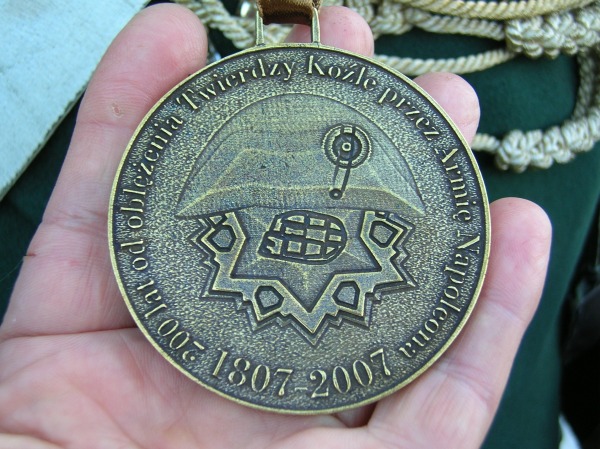 200 lat od oblężenia Twierdzy Koźle przez Armię Napoleona
1807-2007